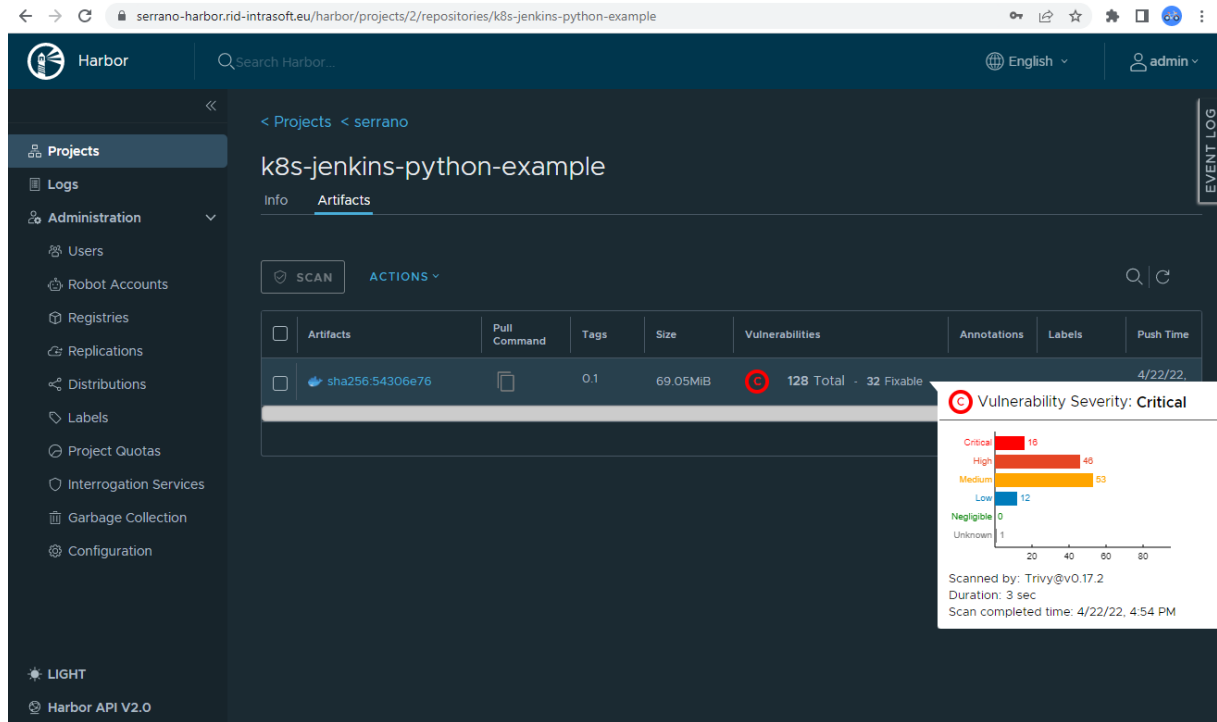 serrano-harbor.rid-intrasoft.eu/harbor/projects/2/repositories/k8s-jenkins-python-example
Harbor
Search Harbor...
English
admin
EVENT LOG
Projects
Logs
Administration
Users
Robot Accounts
Registries
Replications
Distributions
Labels
Project Quotas
Interrogation Services
Garbage Collection
Configuration
LIGHT
Harbor API V2.0
< Projects < serrano
k8s-jenkins-python-example
Info Artifacts
SCAN ACTIONS
Artifacts Pull Command Tags Size Vulnerabilities Annotations Labels Push Time
sha256:54306e76 0.1 69.05MiB C 128 Total - 32 Fixable 4/22/22,
C Vulnerability Severity: Critical
Critical 16
High 46
Medium 53
Low 12
Negligible 0
Unknown 1
20 40 60 80
Scanned by: Trivy@v0.17.2
Duration: 3 sec
Scan completed time: 4/22/22, 4:54 PM